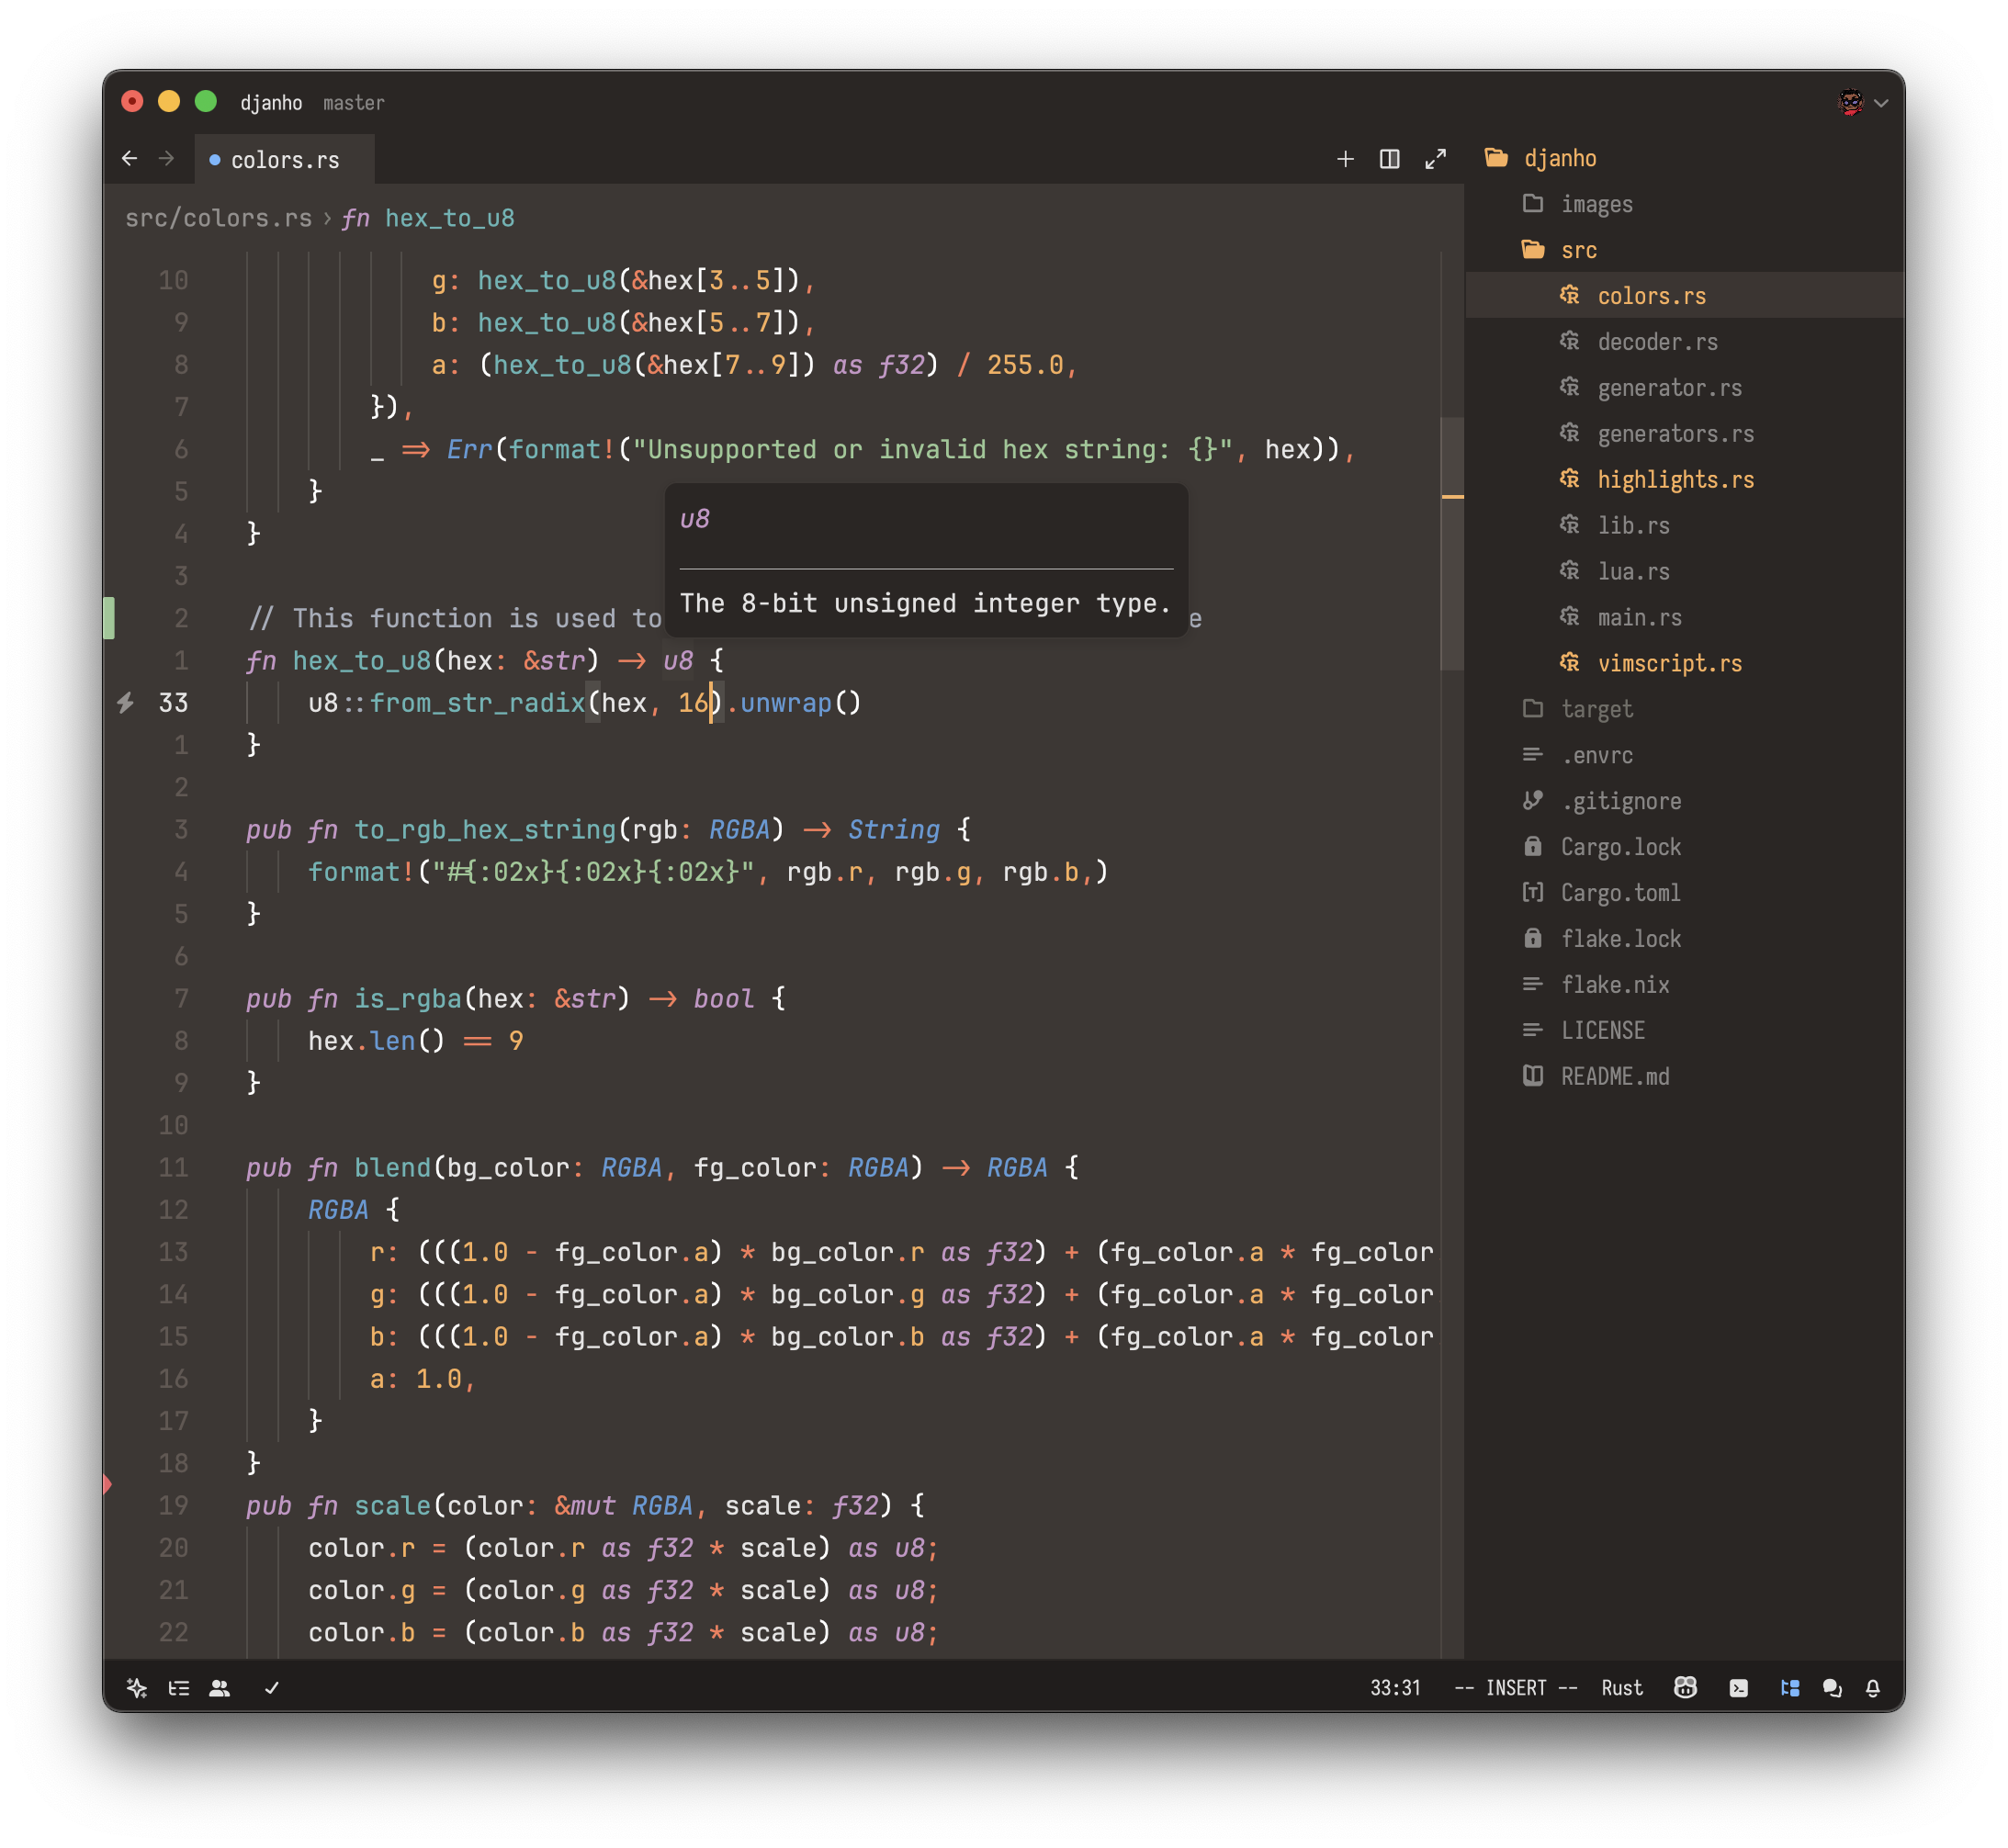 djanho master
colors.rs
src/colors.rs › fn hex_to_u8
10 g: hex_to_u8(&hex[3..5]),
9 b: hex_to_u8(&hex[5..7]),
8 a: (hex_to_u8(&hex[7..9]) as f32) / 255.0,
7 }),
6 _ => Err(format!("Unsupported or invalid hex string: {}", hex)),
5 }
4 }
3
u8
The 8-bit unsigned integer type.
2 // This function is used to e
1 fn hex_to_u8(hex: &str) -> u8 {
33 u8::from_str_radix(hex, 16).unwrap()
1 }
2
3 pub fn to_rgb_hex_string(rgb: RGBA) -> String {
4 format!("#{:02x}{:02x}{:02x}", rgb.r, rgb.g, rgb.b,)
5 }
6
7 pub fn is_rgba(hex: &str) -> bool {
8 hex.len() == 9
9 }
10
11 pub fn blend(bg_color: RGBA, fg_color: RGBA) -> RGBA {
12 RGBA {
13 r: (((1.0 - fg_color.a) * bg_color.r as f32) + (fg_color.a * fg_color
14 g: (((1.0 - fg_color.a) * bg_color.g as f32) + (fg_color.a * fg_color
15 b: (((1.0 - fg_color.a) * bg_color.b as f32) + (fg_color.a * fg_color
16 a: 1.0,
17 }
18 }
19 pub fn scale(color: &mut RGBA, scale: f32) {
20 color.r = (color.r as f32 * scale) as u8;
21 color.g = (color.g as f32 * scale) as u8;
22 color.b = (color.b as f32 * scale) as u8;
djanho
images
src
colors.rs
decoder.rs
generator.rs
generators.rs
highlights.rs
lib.rs
lua.rs
main.rs
vimscript.rs
target
.envrc
.gitignore
Cargo.lock
Cargo.toml
flake.lock
flake.nix
LICENSE
README.md
33:31 -- INSERT -- Rust